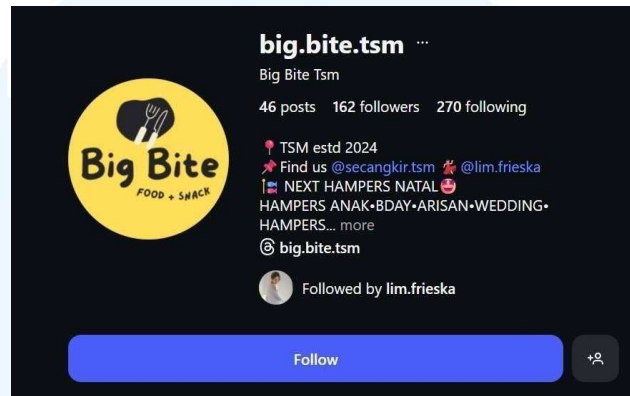 big.bite.tsm ...
Big Bite Tsm
46 posts 162 followers 270 following
Big Bite
FOOD + SNACK
📍 TSM estd 2024
📌 Find us @secangkir.tsm 💃 @lim.frieska
🎏 NEXT HAMPERS NATAL🤩
HAMPERS ANAK•BDAY•ARISAN•WEDDING•
HAMPERS... more
big.bite.tsm
Followed by lim.frieska
Follow